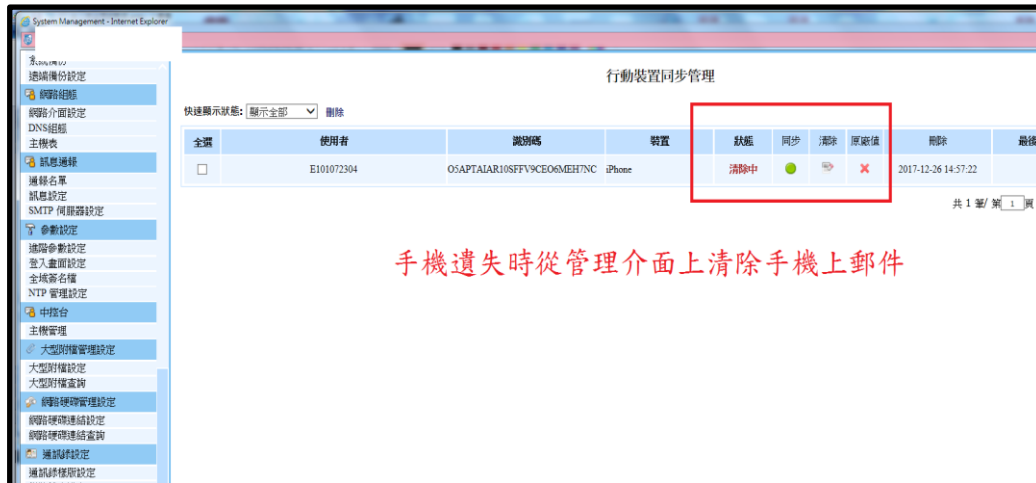 System Management - Internet Explorer
遠端備份設定
網路組態
網路介面設定
DNS組態
主機表
訊息通錄
通錄名單
訊息設定
SMTP 伺服器設定
參數設定
進階參數設定
登入畫面設定
全域簽名檔
NTP 管理設定
中控台
主機管理
大型附檔管理設定
大型附檔設定
大型附檔查詢
網路硬碟管理設定
網路硬碟連結設定
網路硬碟連結查詢
通訊錄設定
通訊錄樣版設定
行動裝置同步管理
快速顯示狀態: 顯示全部 刪除
全選 使用者 識別碼 裝置 狀態 同步 清除 原廠值 刪除 最後
E101072304 O5APTAIAR10SFFV9CEO6MEH7NC iPhone 清除中 2017-12-26 14:57:22
共 1 筆/ 第 1 頁
手機遺失時從管理介面上清除手機上郵件